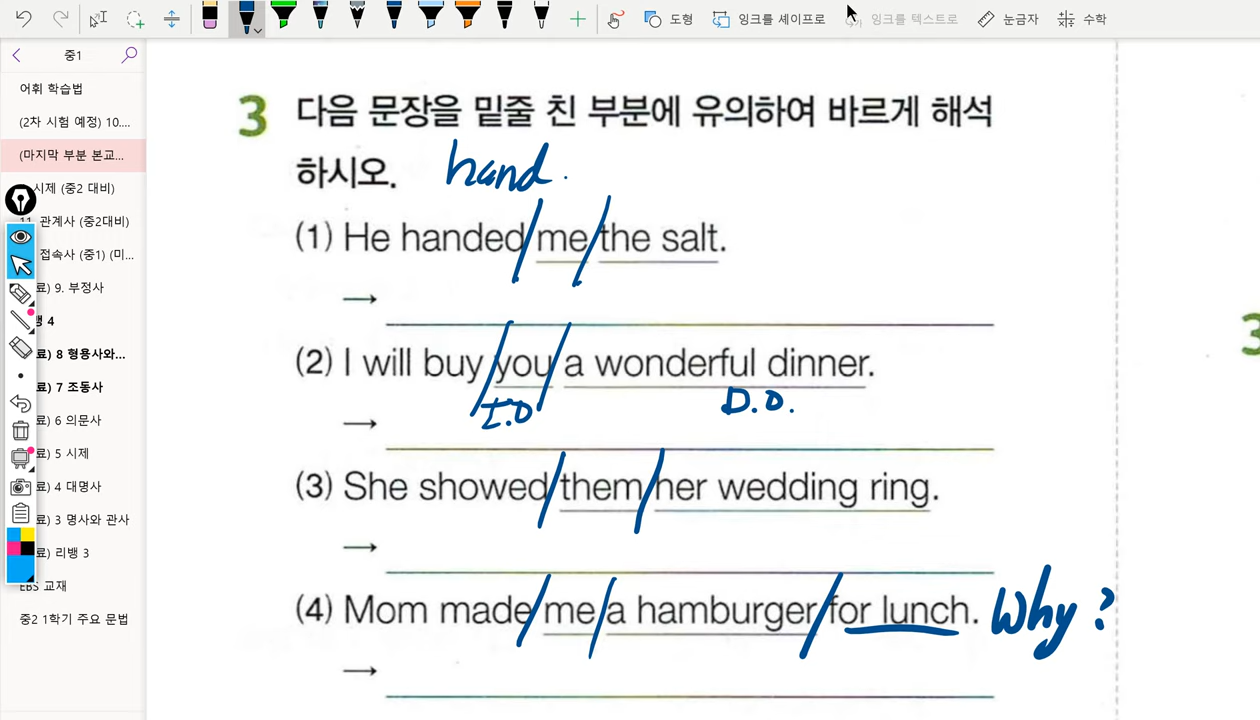 도형
잉크를 셰이프로
잉크를 텍스트로
눈금자
수학
중1
어휘 학습법
(2차 시험 예정) 10....
(마지막 부분 본교...
시제 (중2 대비)
관계사 (중2대비)
접속사 (중1) (미...
료) 9. 부정사
뱅 4
료) 8 형용사와...
료) 7 조동사
료) 6 의문사
료) 5 시제
료) 4 대명사
료) 3 명사와 관사
료) 리뱅 3
EBS 교재
중2 1학기 주요 문법
3 다음 문장을 밑줄 친 부분에 유의하여 바르게 해석
하시오. hand.
(1) He handed/me/the salt.
→
(2) I will buy/you/a wonderful dinner.
I.O D.O.
→
(3) She showed/them/her wedding ring.
→
(4) Mom made/me/a hamburger/for lunch. Why?
→
3